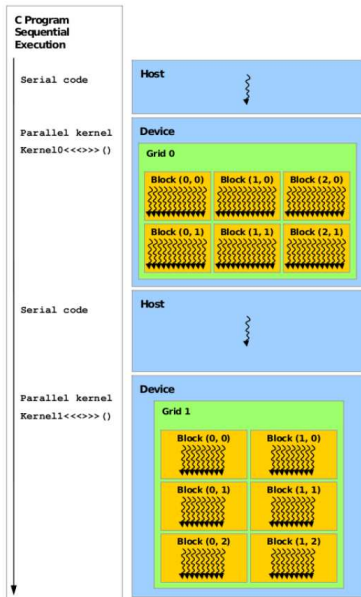 C Program
Sequential
Execution
Serial code
Host
Parallel kernel
Kernel0<<<>>>()
Device
Grid 0
Block (0, 0)
Block (1, 0)
Block (2, 0)
Block (0, 1)
Block (1, 1)
Block (2, 1)
Serial code
Host
Parallel kernel
Kernel1<<<>>>()
Device
Grid 1
Block (0, 0)
Block (1, 0)
Block (0, 1)
Block (1, 1)
Block (0, 2)
Block (1, 2)